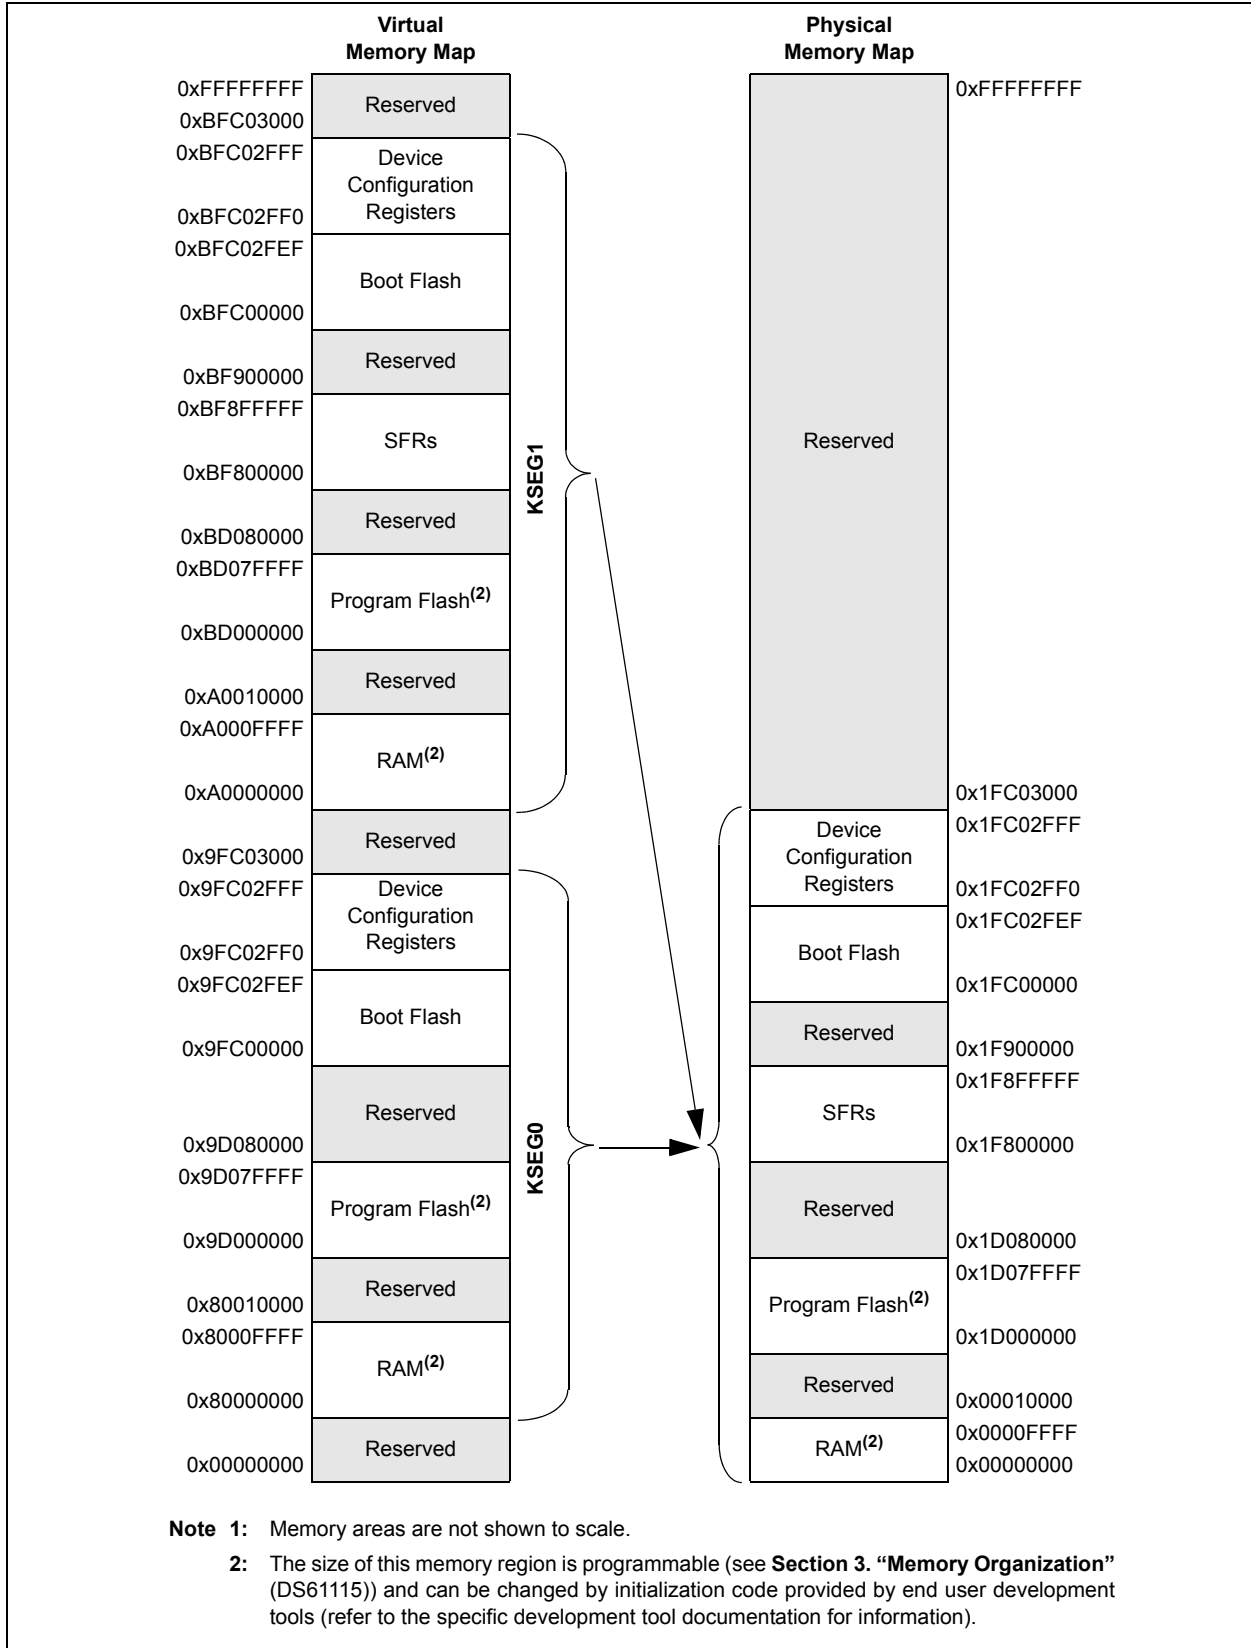 Virtual
Memory Map
0xFFFFFFFF
Reserved
0xBFC03000
0xBFC02FFF
Device
Configuration
Registers
0xBFC02FF0
0xBFC02FEF
Boot Flash
0xBFC00000
Reserved
0xBF900000
0xBF8FFFFF
SFRs
0xBF800000
Reserved
0xBD080000
0xBD07FFFF
Program Flash(2)
0xBD000000
Reserved
0xA0010000
0xA000FFFF
RAM(2)
0xA0000000
KSEG1
Reserved
0x9FC03000
0x9FC02FFF
Device
Configuration
Registers
0x9FC02FF0
0x9FC02FEF
Boot Flash
0x9FC00000
Reserved
0x9D080000
0x9D07FFFF
Program Flash(2)
0x9D000000
Reserved
0x80010000
0x8000FFFF
RAM(2)
0x80000000
KSEG0
Reserved
0x00000000
Physical
Memory Map
0xFFFFFFFF
Reserved
0x1FC03000
0x1FC02FFF
Device
Configuration
Registers
0x1FC02FF0
0x1FC02FEF
Boot Flash
0x1FC00000
Reserved
0x1F900000
0x1F8FFFFF
SFRs
0x1F800000
Reserved
0x1D080000
0x1D07FFFF
Program Flash(2)
0x1D000000
Reserved
0x00010000
0x0000FFFF
RAM(2)
0x00000000
Note 1: Memory areas are not shown to scale.
2: The size of this memory region is programmable (see Section 3. “Memory Organization”
(DS61115)) and can be changed by initialization code provided by end user development
tools (refer to the specific development tool documentation for information).